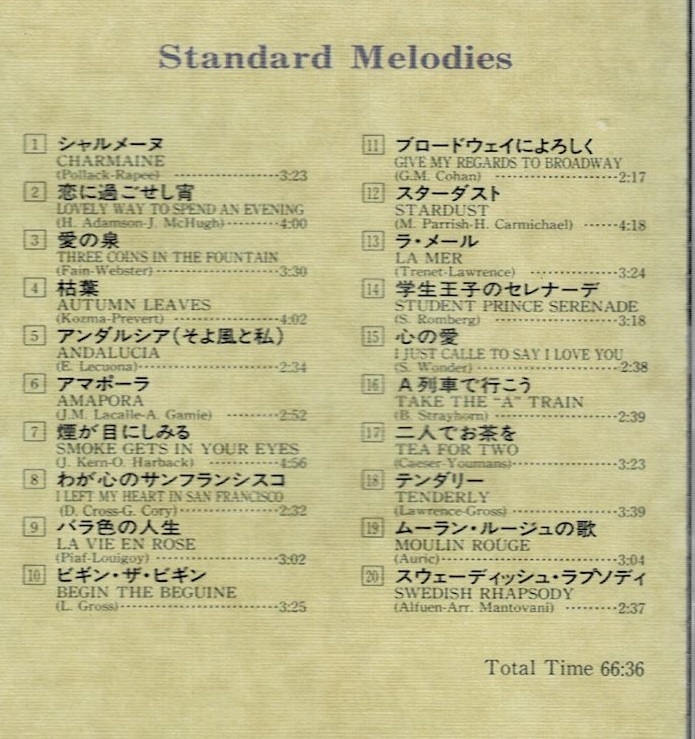 Standard Melodies
1 シャルメーヌ
CHARMAINE
(Pollack-Rapee) 3:23
2 恋に過ごせし宵
LOVELY WAY TO SPEND AN EVENING
(H. Adamson-J. McHugh) 4:00
3 愛の泉
THREE COINS IN THE FOUNTAIN
(Fain-Webster) 3:30
4 枯葉
AUTUMN LEAVES
(Kozma-Prevert) 4:02
5 アンダルシア(そよ風と私)
ANDALUCIA
(E. Lecuona) 2:34
6 アマポーラ
AMAPORA
(J.M. Lacalle-A. Gamie) 2:52
7 煙が目にしみる
SMOKE GETS IN YOUR EYES
(J. Kern-O. Harback) 4:56
8 わが心のサンフランシスコ
I LEFT MY HEART IN SAN FRANCISCO
(D. Cross-G. Cory) 2:32
9 バラ色の人生
LA VIE EN ROSE
(Piaf-Louigoy) 3:02
10 ビギン・ザ・ビギン
BEGIN THE BEGUINE
(L. Gross) 3:25
11 ブロードウェイによろしく
GIVE MY REGARDS TO BROADWAY
(G.M. Cohan) 2:17
12 スターダスト
STARDUST
(M. Parrish-H. Carmichael) 4:18
13 ラ・メール
LA MER
(Trenet-Lawrence) 3:24
14 学生王子のセレナーデ
STUDENT PRINCE SERENADE
(S. Romberg) 3:18
15 心の愛
I JUST CALLE TO SAY I LOVE YOU
(S. Wonder) 2:38
16 A列車で行こう
TAKE THE "A" TRAIN
(B. Strayhorn) 2:39
17 二人でお茶を
TEA FOR TWO
(Caeser-Youmans) 3:23
18 テンダリー
TENDERLY
(Lawrence-Gross) 3:39
19 ムーラン・ルージュの歌
MOULIN ROUGE
(Auric) 3:04
20 スウェーディッシュ・ラプソディ
SWEDISH RHAPSODY
(Alfuen-Arr. Mantovani) 2:37
Total Time 66:36